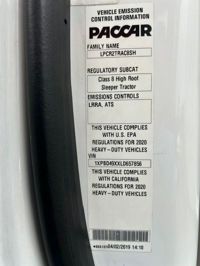 VEHICLE EMISSION
CONTROL INFORMATION
PACCAR
FAMILY NAME
LPCR2TRAC8SH
REGULATORY SUBCAT
Class 8 High Roof
Sleeper Tractor
EMISSIONS CONTROLS
LRRA, ATS
THIS VEHICLE COMPLIES
WITH U.S. EPA
REGULATIONS FOR 2020
HEAVY-DUTY VEHICLES
VIN
1XPBD49XXLD657856
THIS VEHICLE COMPLIES
WITH CALIFORNIA
REGULATIONS FOR 2020
HEAVY-DUTY VEHICLES
04/02/2019 14:18